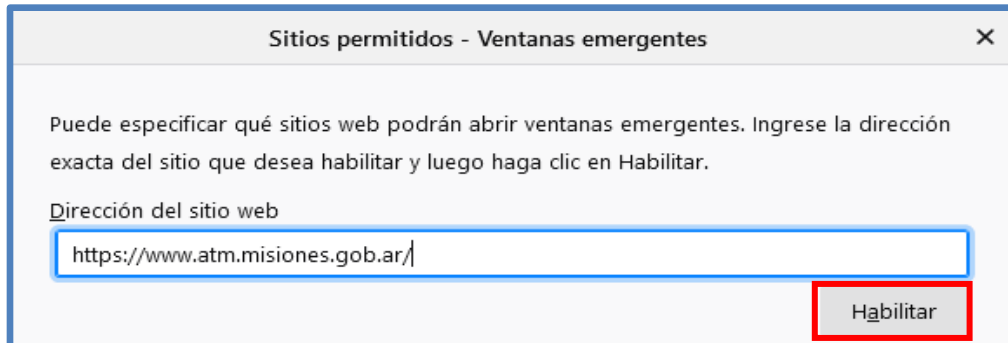 Sitios permitidos - Ventanas emergentes
Puede especificar qué sitios web podrán abrir ventanas emergentes. Ingrese la dirección
exacta del sitio que desea habilitar y luego haga clic en Habilitar.
Dirección del sitio web
https://www.atm.misiones.gob.ar/
Habilitar